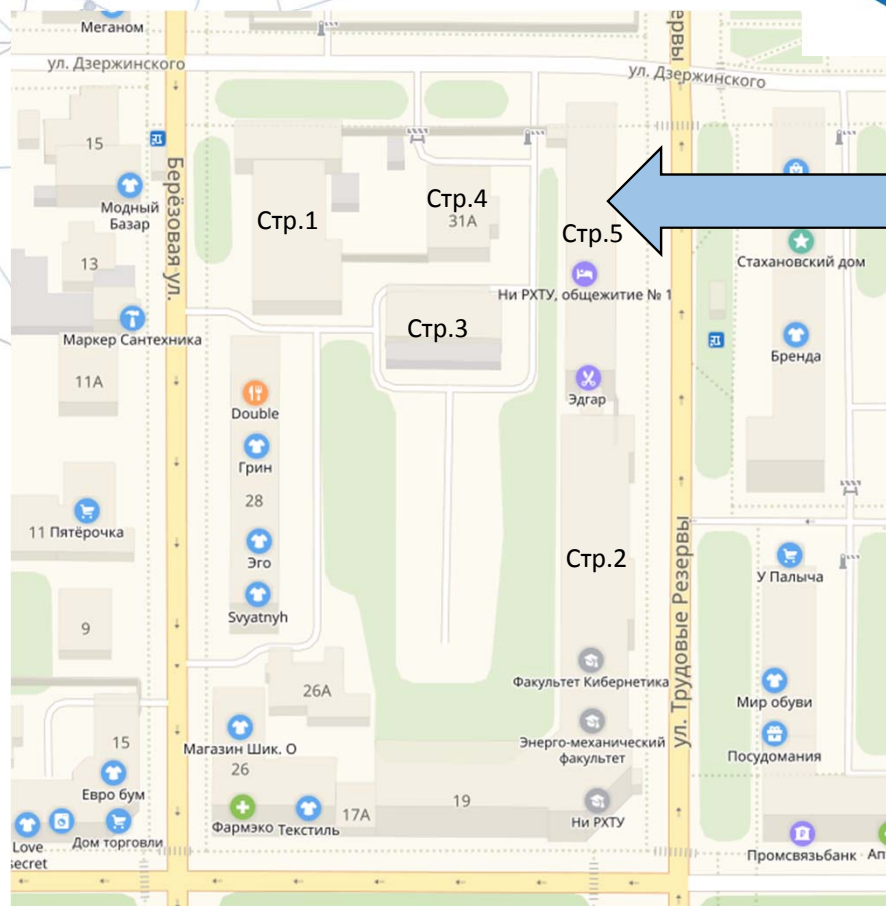 Меганом
ервы
ул. Дзержинского
ул. Дзержинского
15
Берёзовая ул.
Модный
Базар
Стр.1
Стр.4
31А
Стр.5
Стахановский дом
13
Ни РХТУ, общежитие № 1
Маркер Сантехника
Стр.3
Бренда
11А
Эдгар
Double
Грин
28
11 Пятёрочка
Эго
Стр.2
У Палыча
ул. Трудовые Резервы
Svyatnyh
9
Факультет Кибернетика
26А
Мир обуви
15
Магазин Шик. О
Энерго-механический
факультет
Посудомания
26
Евро бум
17А
19
Ни РХТУ
Фармэко
Текстиль
Love
secret
Дом торговли
Промсвязьбанк
Ап